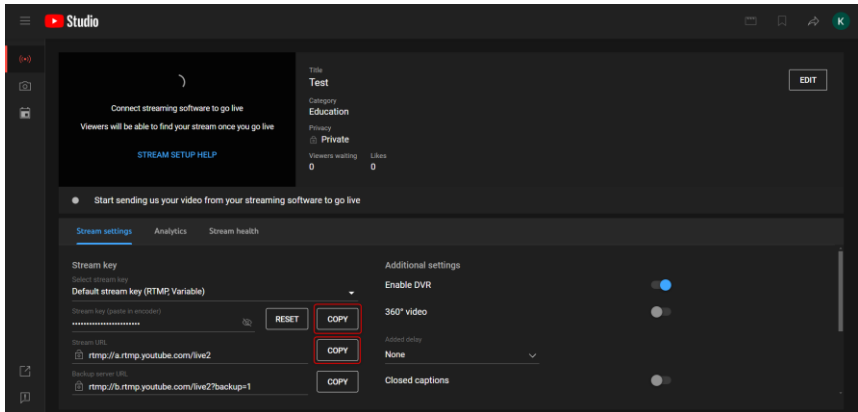 Studio
K
Connect streaming software to go live
Viewers will be able to find your stream once you go live
STREAM SETUP HELP
Title
Test
Category
Education
Privacy
Private
Viewers waiting Likes
0 0
EDIT
Start sending us your video from your streaming software to go live
Stream settings Analytics Stream health
Stream key
Select stream key
Default stream key (RTMP, Variable)
Stream key (paste in encoder)
•••••••••••••••••••••••• RESET COPY
Stream URL
rtmp://a.rtmp.youtube.com/live2 COPY
Backup server URL
rtmp://b.rtmp.youtube.com/live2?backup=1 COPY
Additional settings
Enable DVR
360° video
Added delay
None
Closed captions